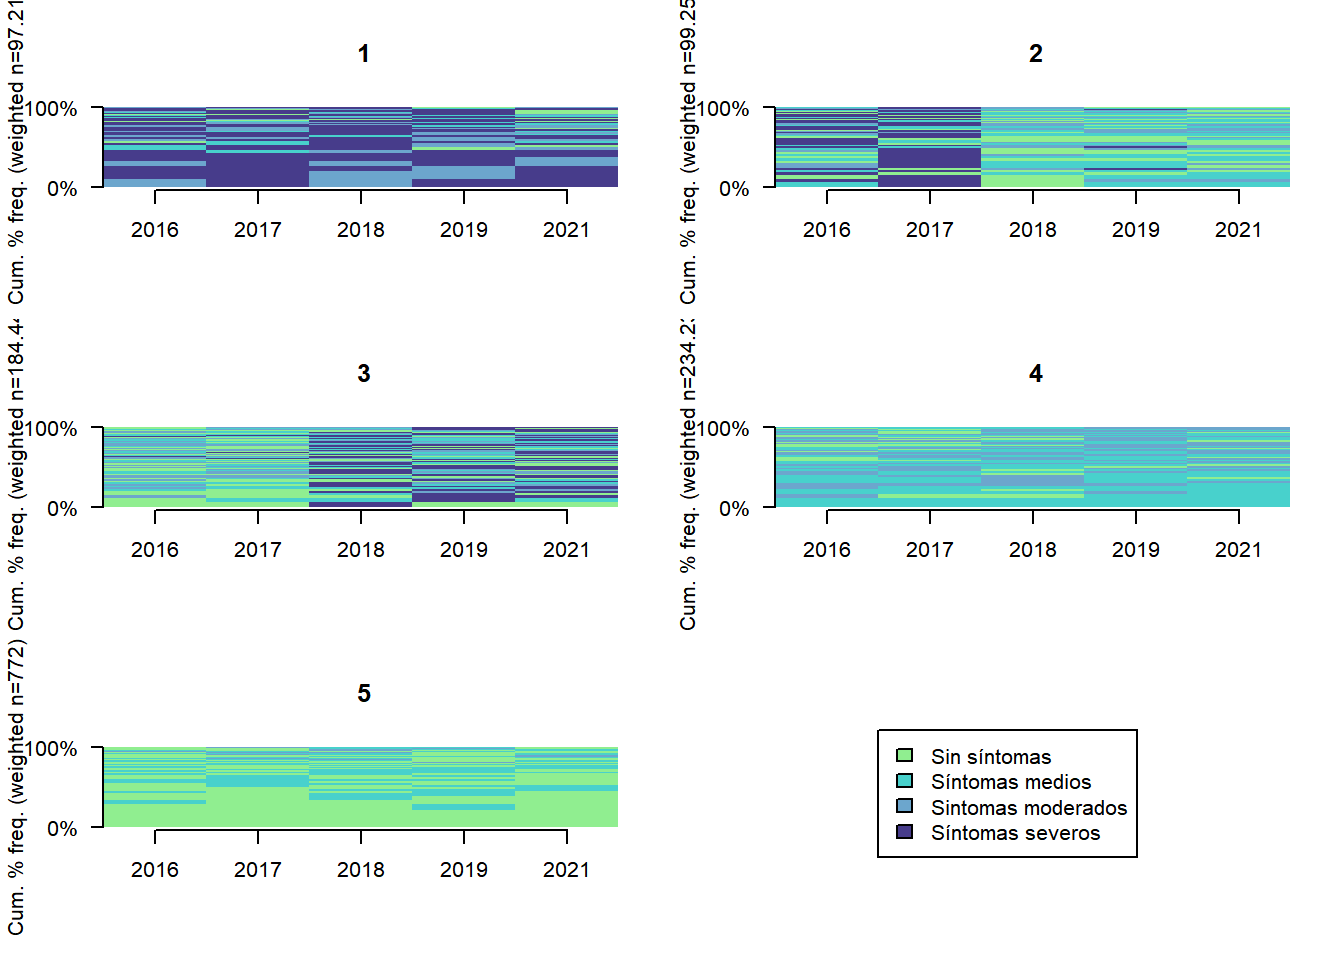 1
Cum. % freq. (weighted n=97.21
100%
0%
2016 2017 2018 2019 2021
2
Cum. % freq. (weighted n=99.25
100%
0%
2016 2017 2018 2019 2021
3
Cum. % freq. (weighted n=184.4
100%
0%
2016 2017 2018 2019 2021
4
Cum. % freq. (weighted n=234.2
100%
0%
2016 2017 2018 2019 2021
5
Cum. % freq. (weighted n=772)
100%
0%
2016 2017 2018 2019 2021
Sin síntomas
Síntomas medios
Sintomas moderados
Síntomas severos